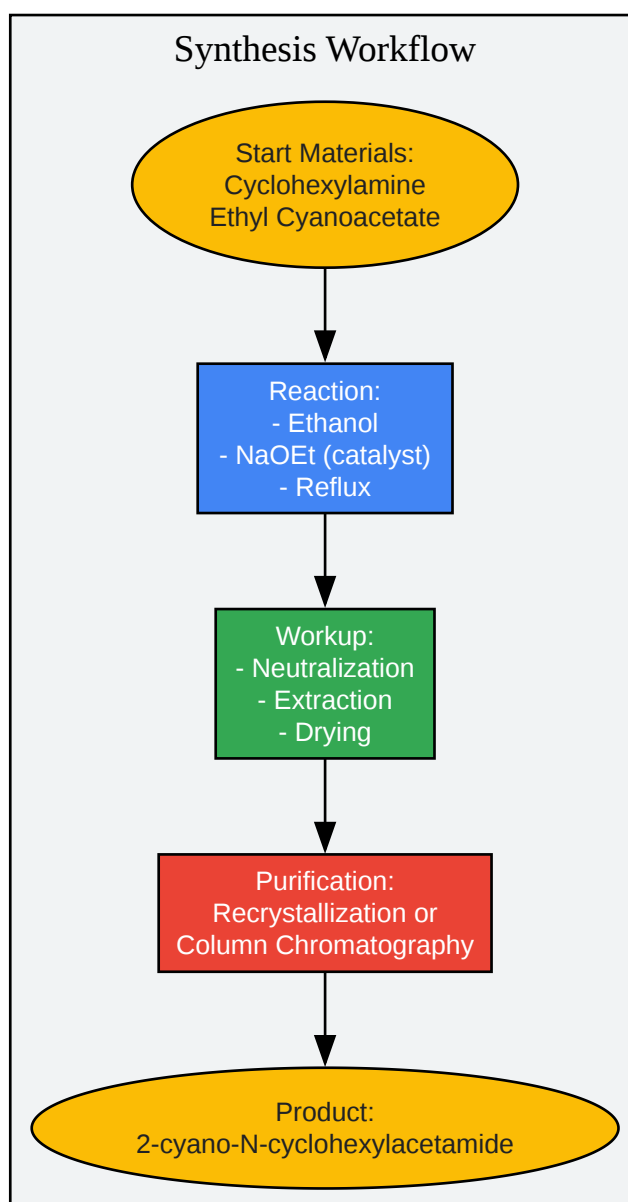 Synthesis Workflow
Start Materials:
Cyclohexylamine
Ethyl Cyanoacetate
Reaction:
- Ethanol
- NaOEt (catalyst)
- Reflux
Workup:
- Neutralization
- Extraction
- Drying
Purification:
Recrystallization or
Column Chromatography
Product:
2-cyano-N-cyclohexylacetamide